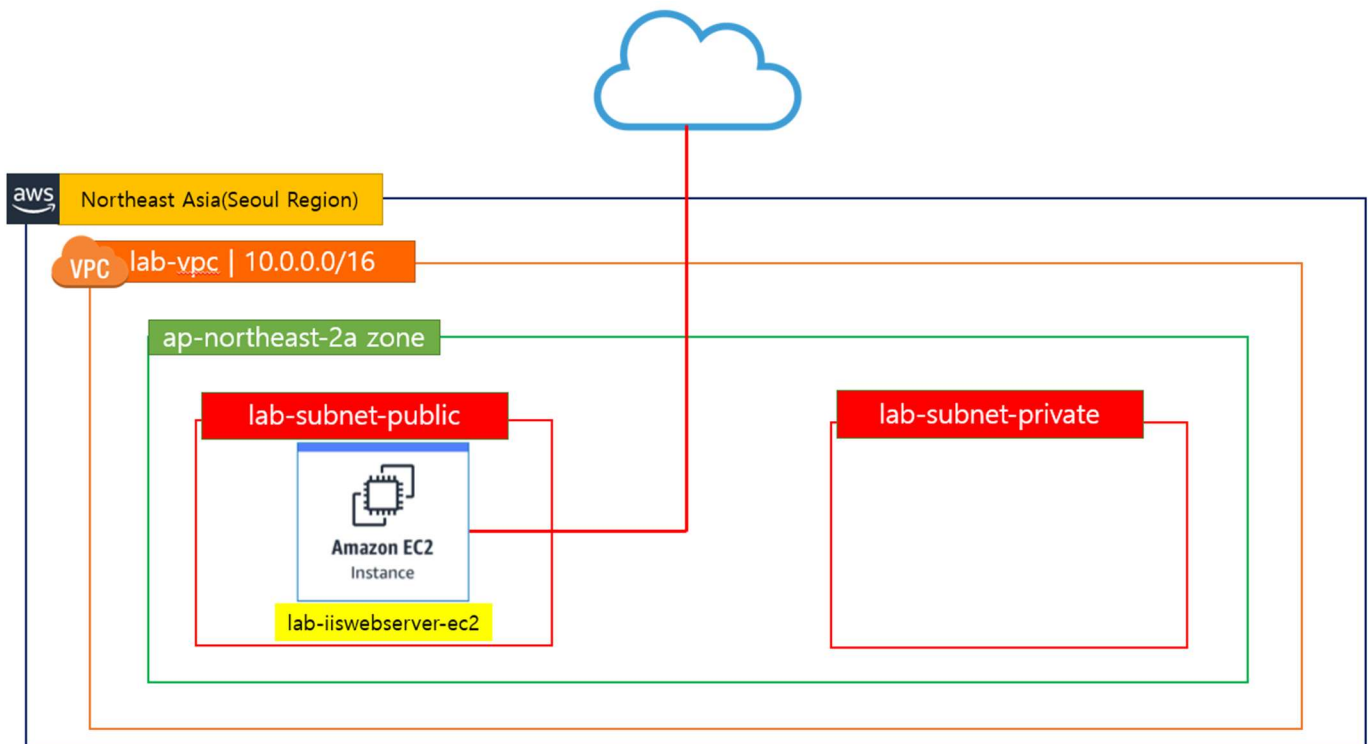 aws
Northeast Asia(Seoul Region)
VPC
lab-vpc | 10.0.0.0/16
ap-northeast-2a zone
lab-subnet-public
lab-subnet-private
Amazon EC2
Instance
lab-iiswebserver-ec2